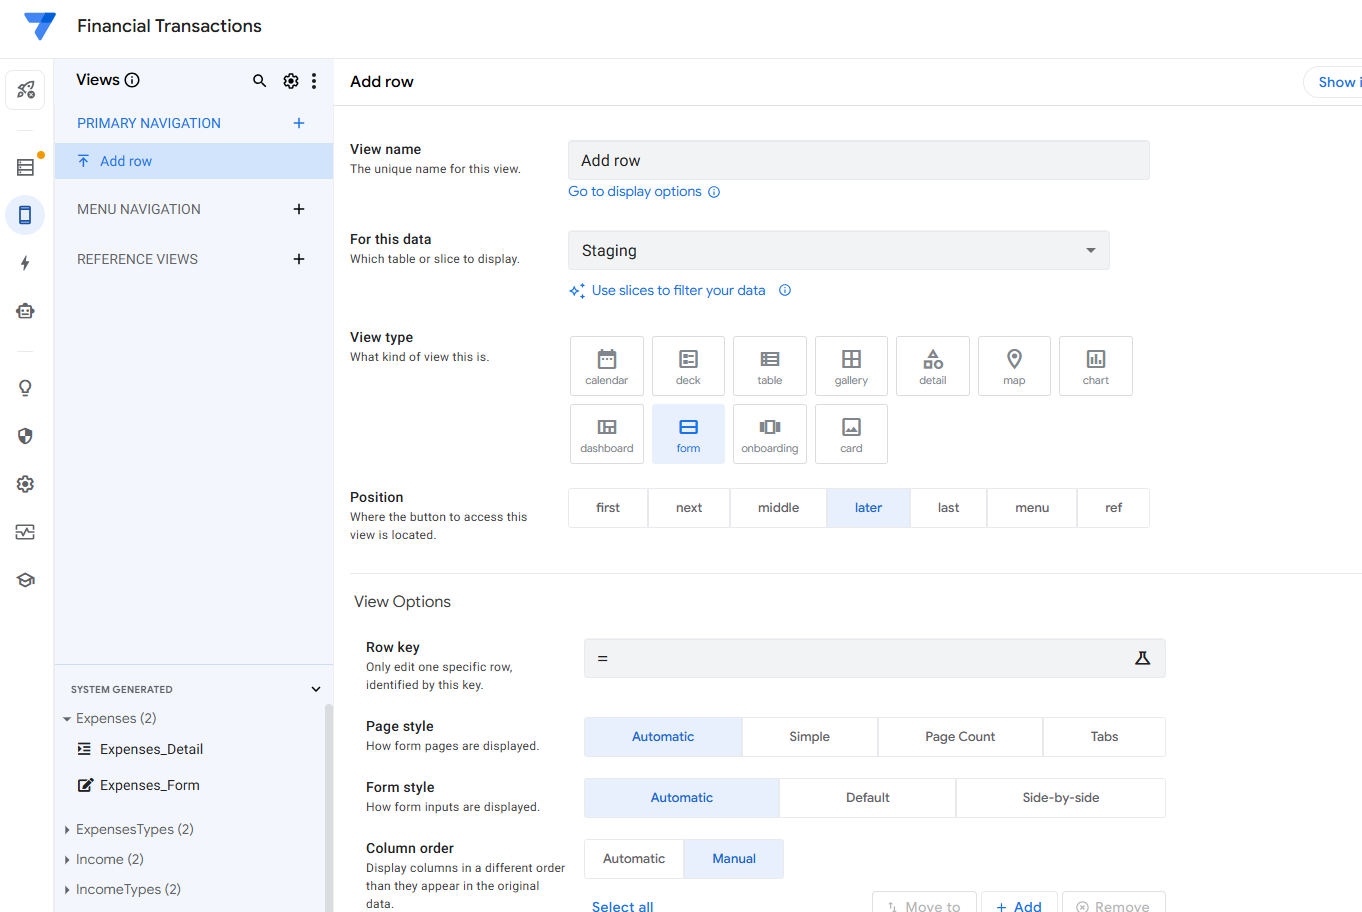 Financial Transactions
Views
PRIMARY NAVIGATION
Add row
MENU NAVIGATION
REFERENCE VIEWS
SYSTEM GENERATED
Expenses (2)
Expenses_Detail
Expenses_Form
ExpensesTypes (2)
Income (2)
IncomeTypes (2)
Add row
Show i
View name
The unique name for this view.
Add row
Go to display options
For this data
Which table or slice to display.
Staging
Use slices to filter your data
View type
What kind of view this is.
calendar deck table gallery detail map chart
dashboard form onboarding card
Position
Where the button to access this
view is located.
first next middle later last menu ref
View Options
Row key
Only edit one specific row,
identified by this key.
=
Page style
How form pages are displayed.
Automatic Simple Page Count Tabs
Form style
How form inputs are displayed.
Automatic Default Side-by-side
Column order
Display columns in a different order
than they appear in the original
data.
Automatic Manual
Select all Move to + Add Remove